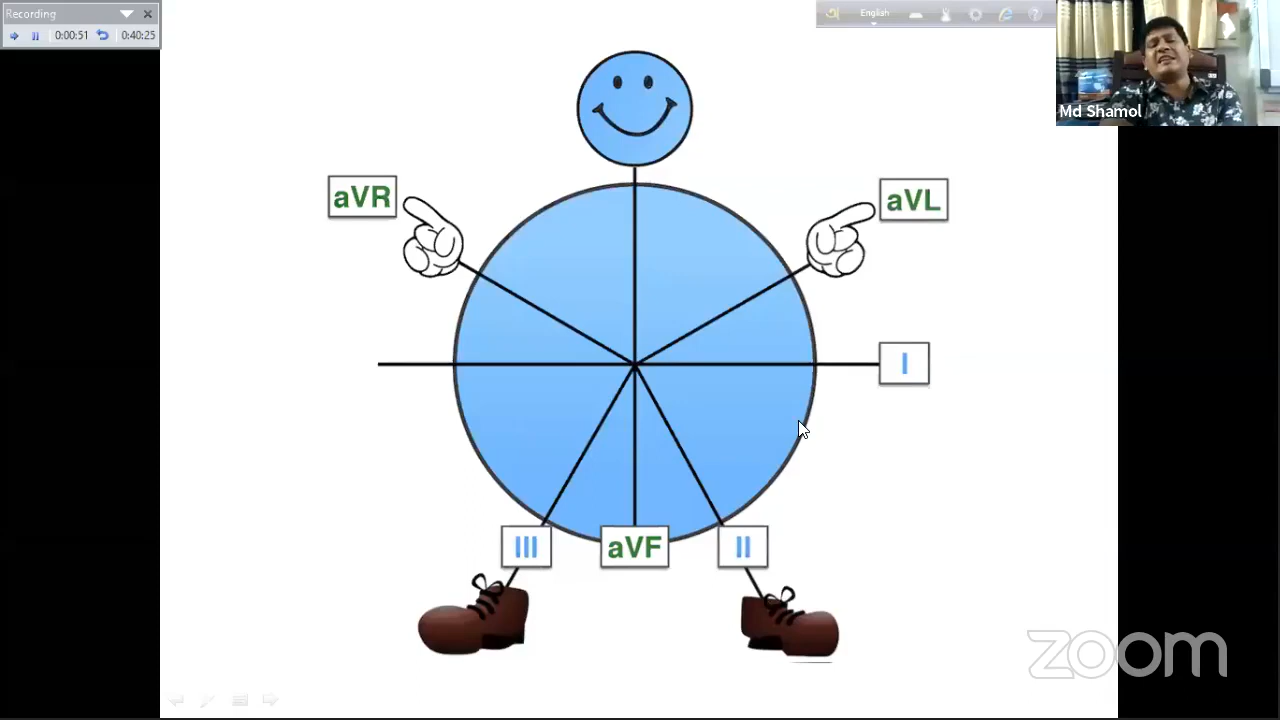 Recording
0:00:51
0:40:25
English
Md Shamol
aVR
aVL
I
III
aVF
II
zoom